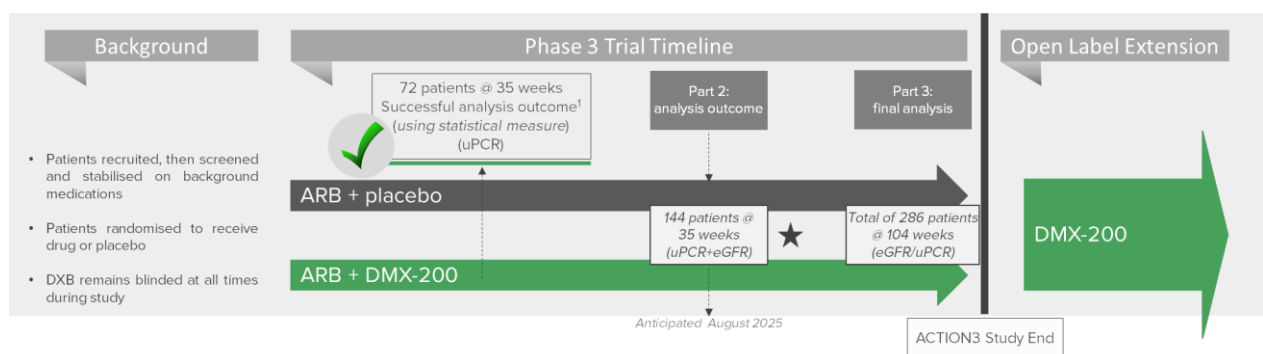 Background
Phase 3 Trial Timeline
Open Label Extension
72 patients @ 35 weeks
Successful analysis outcome¹
(using statistical measure)
(uPCR)
Part 2:
analysis outcome
Part 3:
final analysis
• Patients recruited, then screened
and stabilised on background
medications
• Patients randomised to receive
drug or placebo
• DXB remains blinded at all times
during study
ARB + placebo
144 patients @
35 weeks
(uPCR+eGFR)
Total of 286 patients
@ 104 weeks
(eGFR/uPCR)
ARB + DMX-200
DMX-200
Anticipated August 2025
ACTION3 Study End